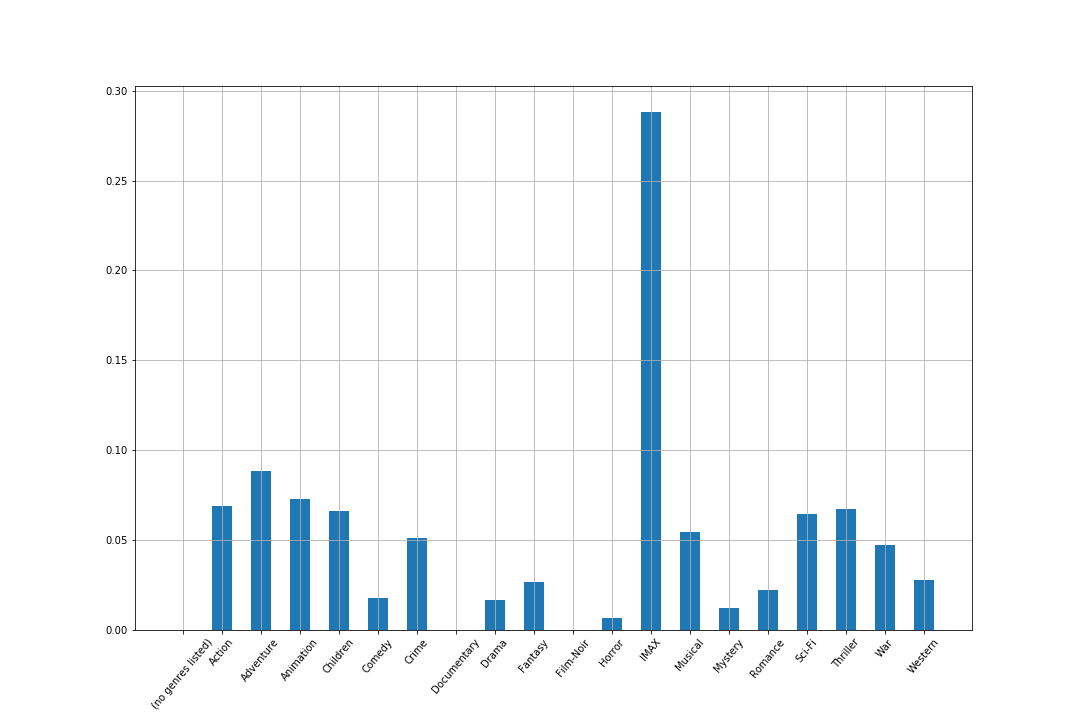 0.30
0.25
0.20
0.15
0.10
0.05
0.00
(no genres listed)
Action
Adventure
Animation
Children
Comedy
Crime
Documentary
Drama
Fantasy
Film-Noir
Horror
IMAX
Musical
Mystery
Romance
Sci-Fi
Thriller
War
Western